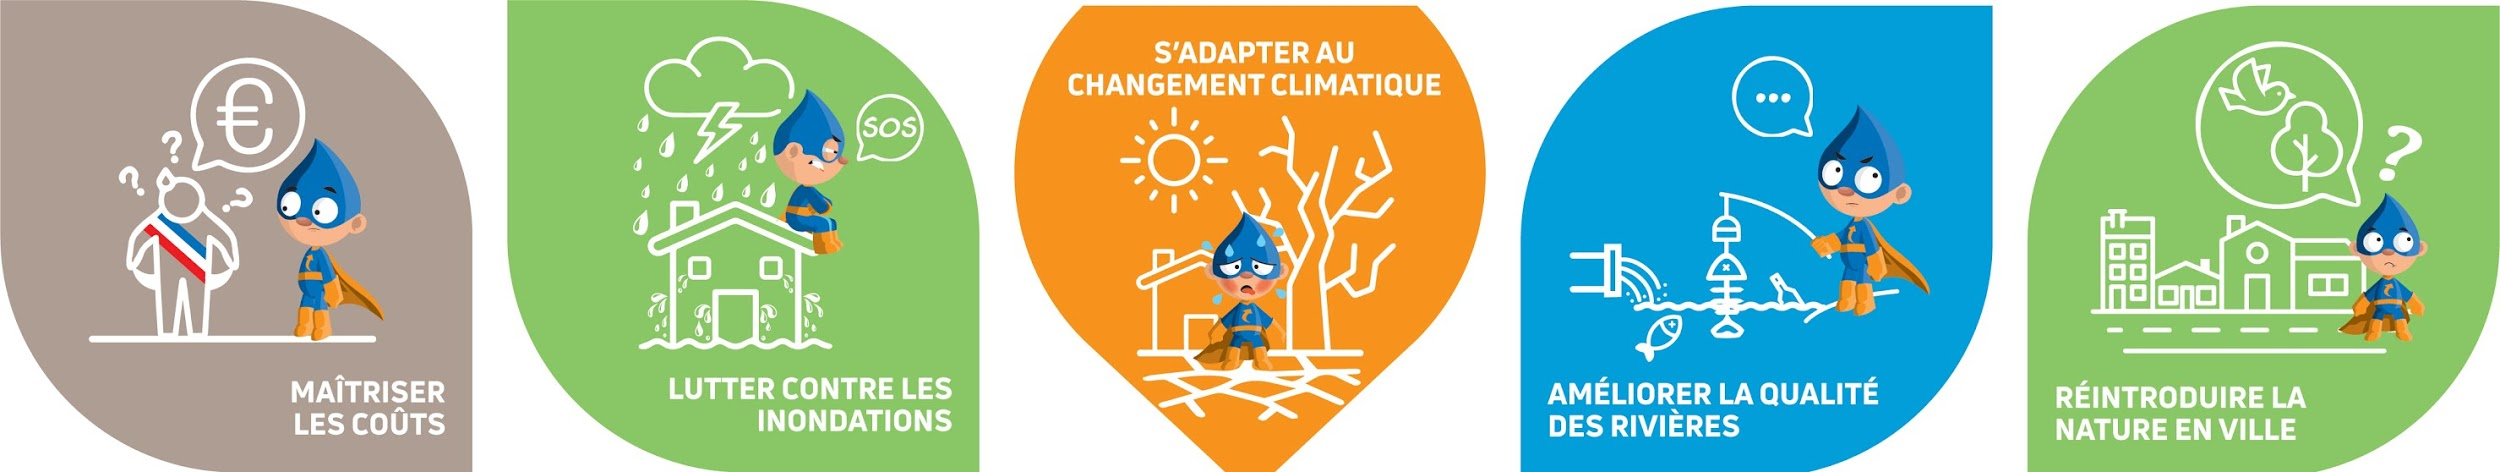 €
MAÎTRISER
LES COÛTS
SOS
LUTTER CONTRE LES
INONDATIONS
S'ADAPTER AU
CHANGEMENT CLIMATIQUE
...
AMÉLIORER LA QUALITÉ
DES RIVIÈRES
?
RÉINTRODUIRE LA
NATURE EN VILLE